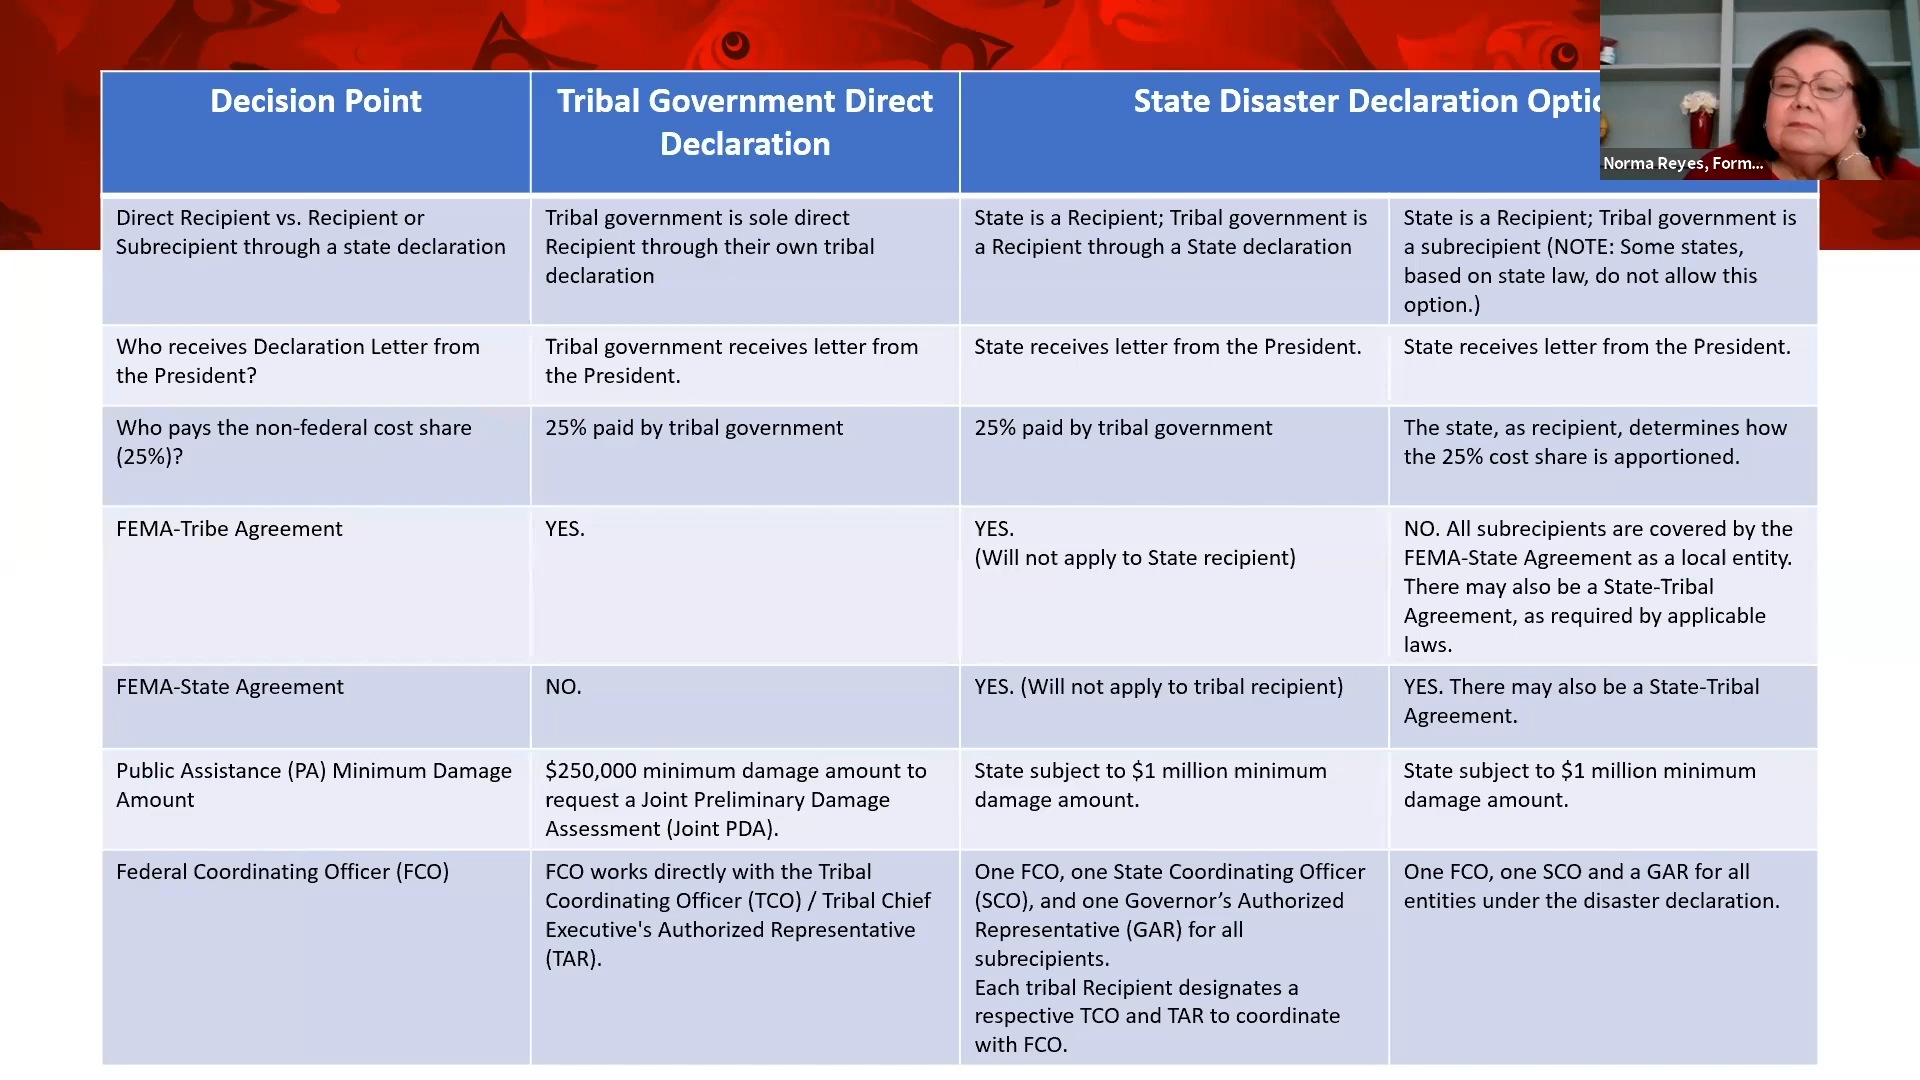 Decision Point
Tribal Government Direct
Declaration
State Disaster Declaration
Norma Reyes, Form...
Direct Recipient vs. Recipient or
Subrecipient through a state declaration
Tribal government is sole direct
Recipient through their own tribal
declaration
State is a Recipient; Tribal government is
a Recipient through a State declaration
State is a Recipient; Tribal government is
a subrecipient (NOTE: Some states,
based on state law, do not allow this
option.)
Who receives Declaration Letter from
the President?
Tribal government receives letter from
the President.
State receives letter from the President.
State receives letter from the President.
Who pays the non-federal cost share
(25%)?
25% paid by tribal government
25% paid by tribal government
The state, as recipient, determines how
the 25% cost share is apportioned.
FEMA-Tribe Agreement
YES.
YES.
(Will not apply to State recipient)
NO. All subrecipients are covered by the
FEMA-State Agreement as a local entity.
There may also be a State-Tribal
Agreement, as required by applicable
laws.
FEMA-State Agreement
NO.
YES. (Will not apply to tribal recipient)
YES. There may also be a State-Tribal
Agreement.
Public Assistance (PA) Minimum Damage
Amount
$250,000 minimum damage amount to
request a Joint Preliminary Damage
Assessment (Joint PDA).
State subject to $1 million minimum
damage amount.
State subject to $1 million minimum
damage amount.
Federal Coordinating Officer (FCO)
FCO works directly with the Tribal
Coordinating Officer (TCO) / Tribal Chief
Executive's Authorized Representative
(TAR).
One FCO, one State Coordinating Officer
(SCO), and one Governor’s Authorized
Representative (GAR) for all
subrecipients.
Each tribal Recipient designates a
respective TCO and TAR to coordinate
with FCO.
One FCO, one SCO and a GAR for all
entities under the disaster declaration.